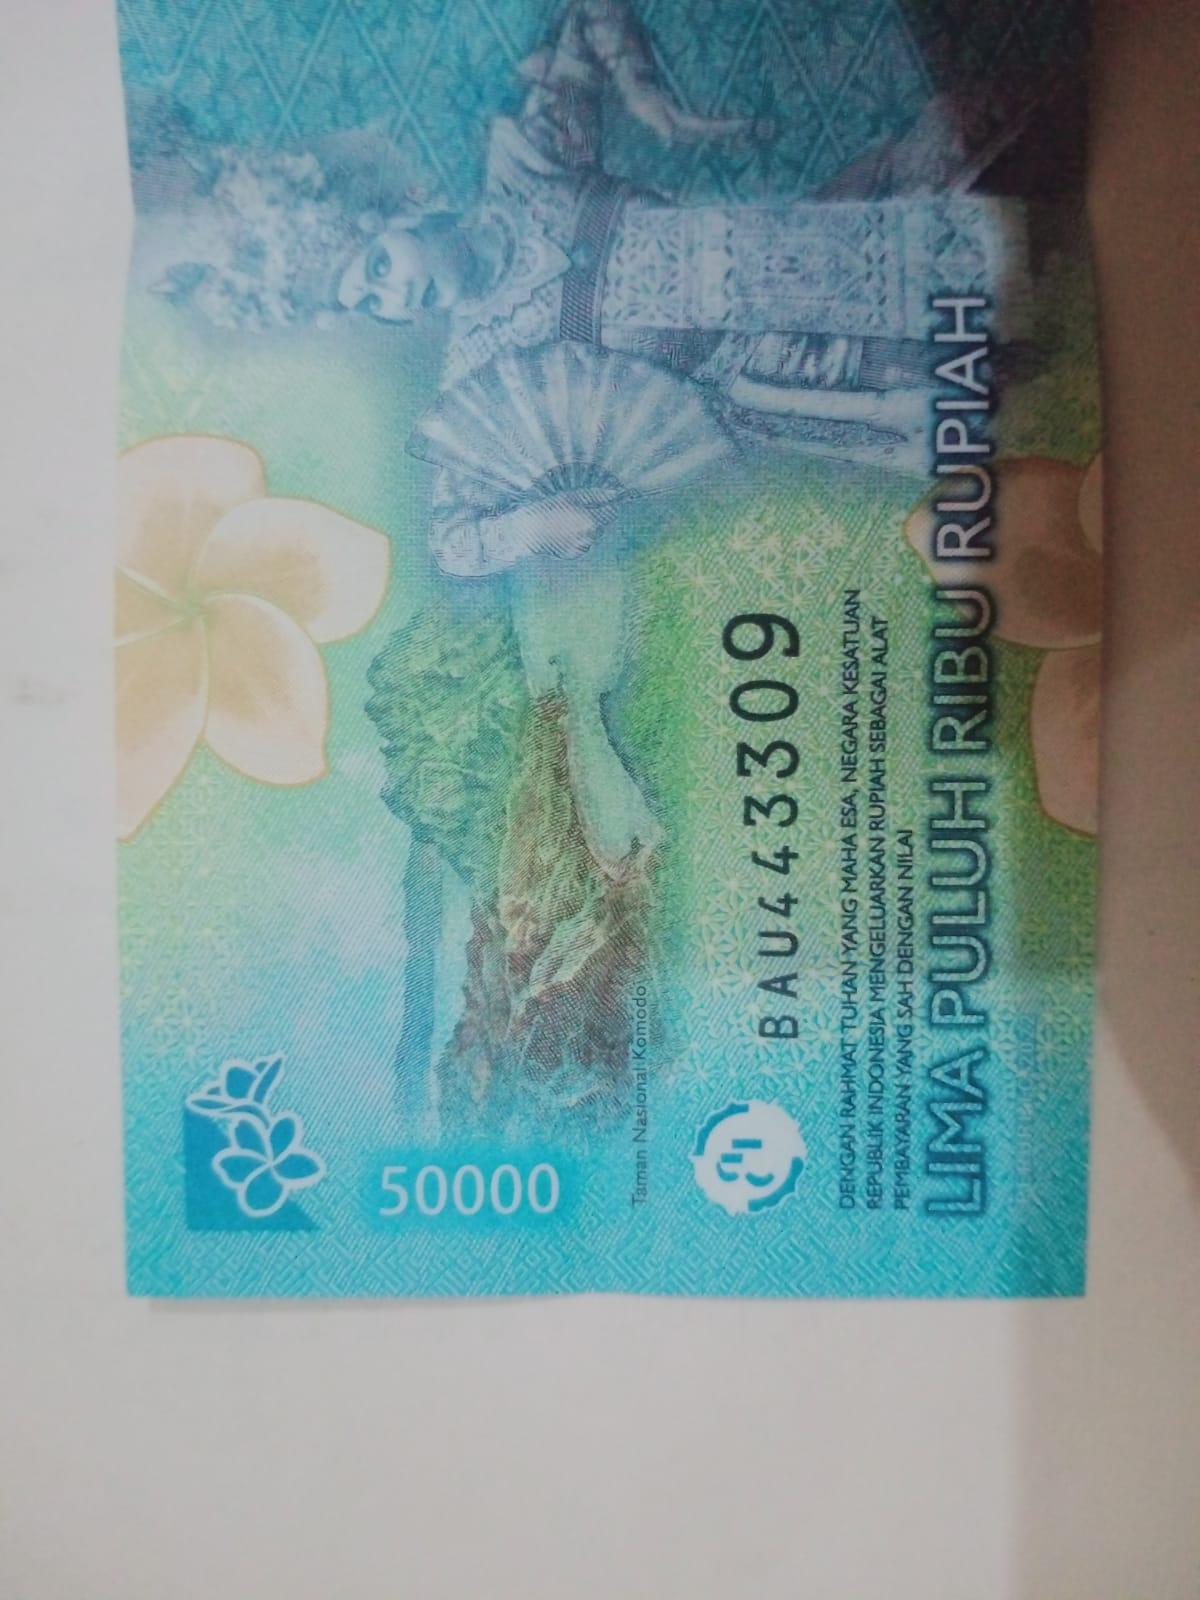 50000
Taman Nasional Komodo
BAU443309
DENGAN RAHMAT TUHAN YANG MAHA ESA, NEGARA KESATUAN
REPUBLIK INDONESIA MENGELUARKAN RUPIAH SEBAGAI ALAT
PEMBAYARAN YANG SAH DENGAN NILAI
LIMA PULUH RIBU RUPIAH